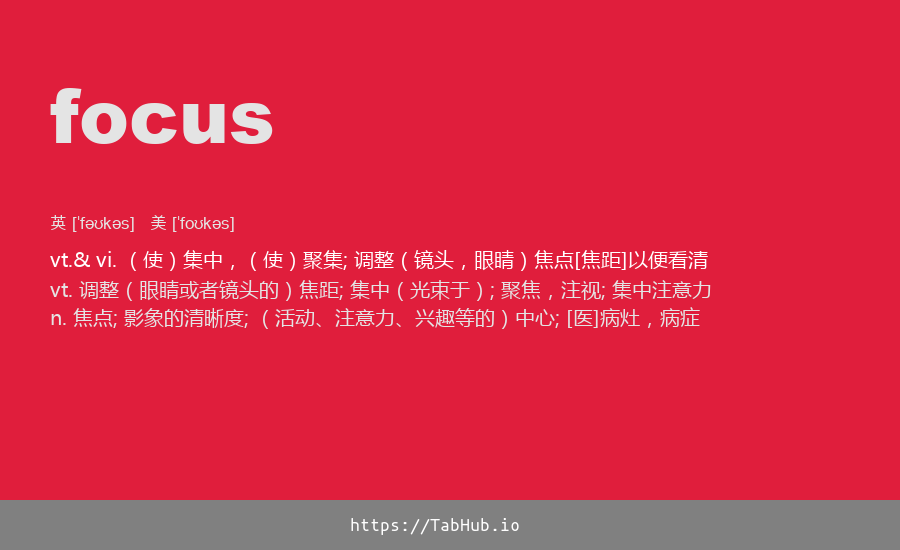 focus
英 [ˈfəʊkəs] 美 [ˈfoʊkəs]
vt.& vi. （使）集中，（使）聚集; 调整（镜头，眼睛）焦点[焦距]以便看清
vt. 调整（眼睛或者镜头的）焦距; 集中（光束于）; 聚焦，注视; 集中注意力
n. 焦点; 影象的清晰度; （活动、注意力、兴趣等的）中心; [医]病灶，病症
https://TabHub.io